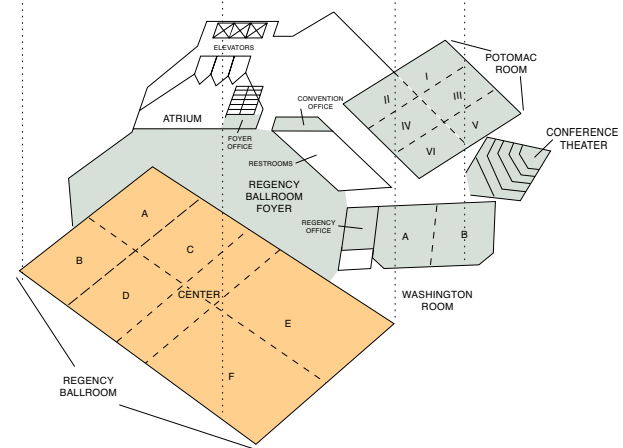 ELEVATORS
POTOMAC
ROOM
I
II
III
IV
V
VI
CONVENTION
OFFICE
ATRIUM
FOYER
OFFICE
CONFERENCE
THEATER
RESTROOMS
REGENCY
BALLROOM
FOYER
REGENCY
OFFICE
A
B
WASHINGTON
ROOM
A
B
C
D
CENTER
E
F
REGENCY
BALLROOM